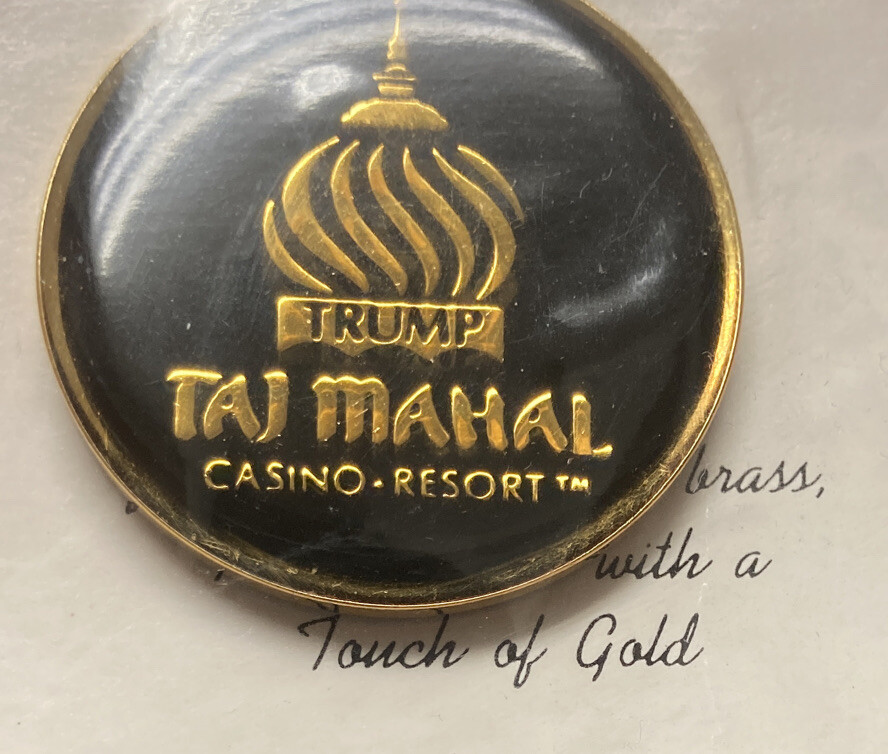 TRUMP
TAJ MAHAL
CASINO • RESORT™
brass,
with a
Touch of Gold